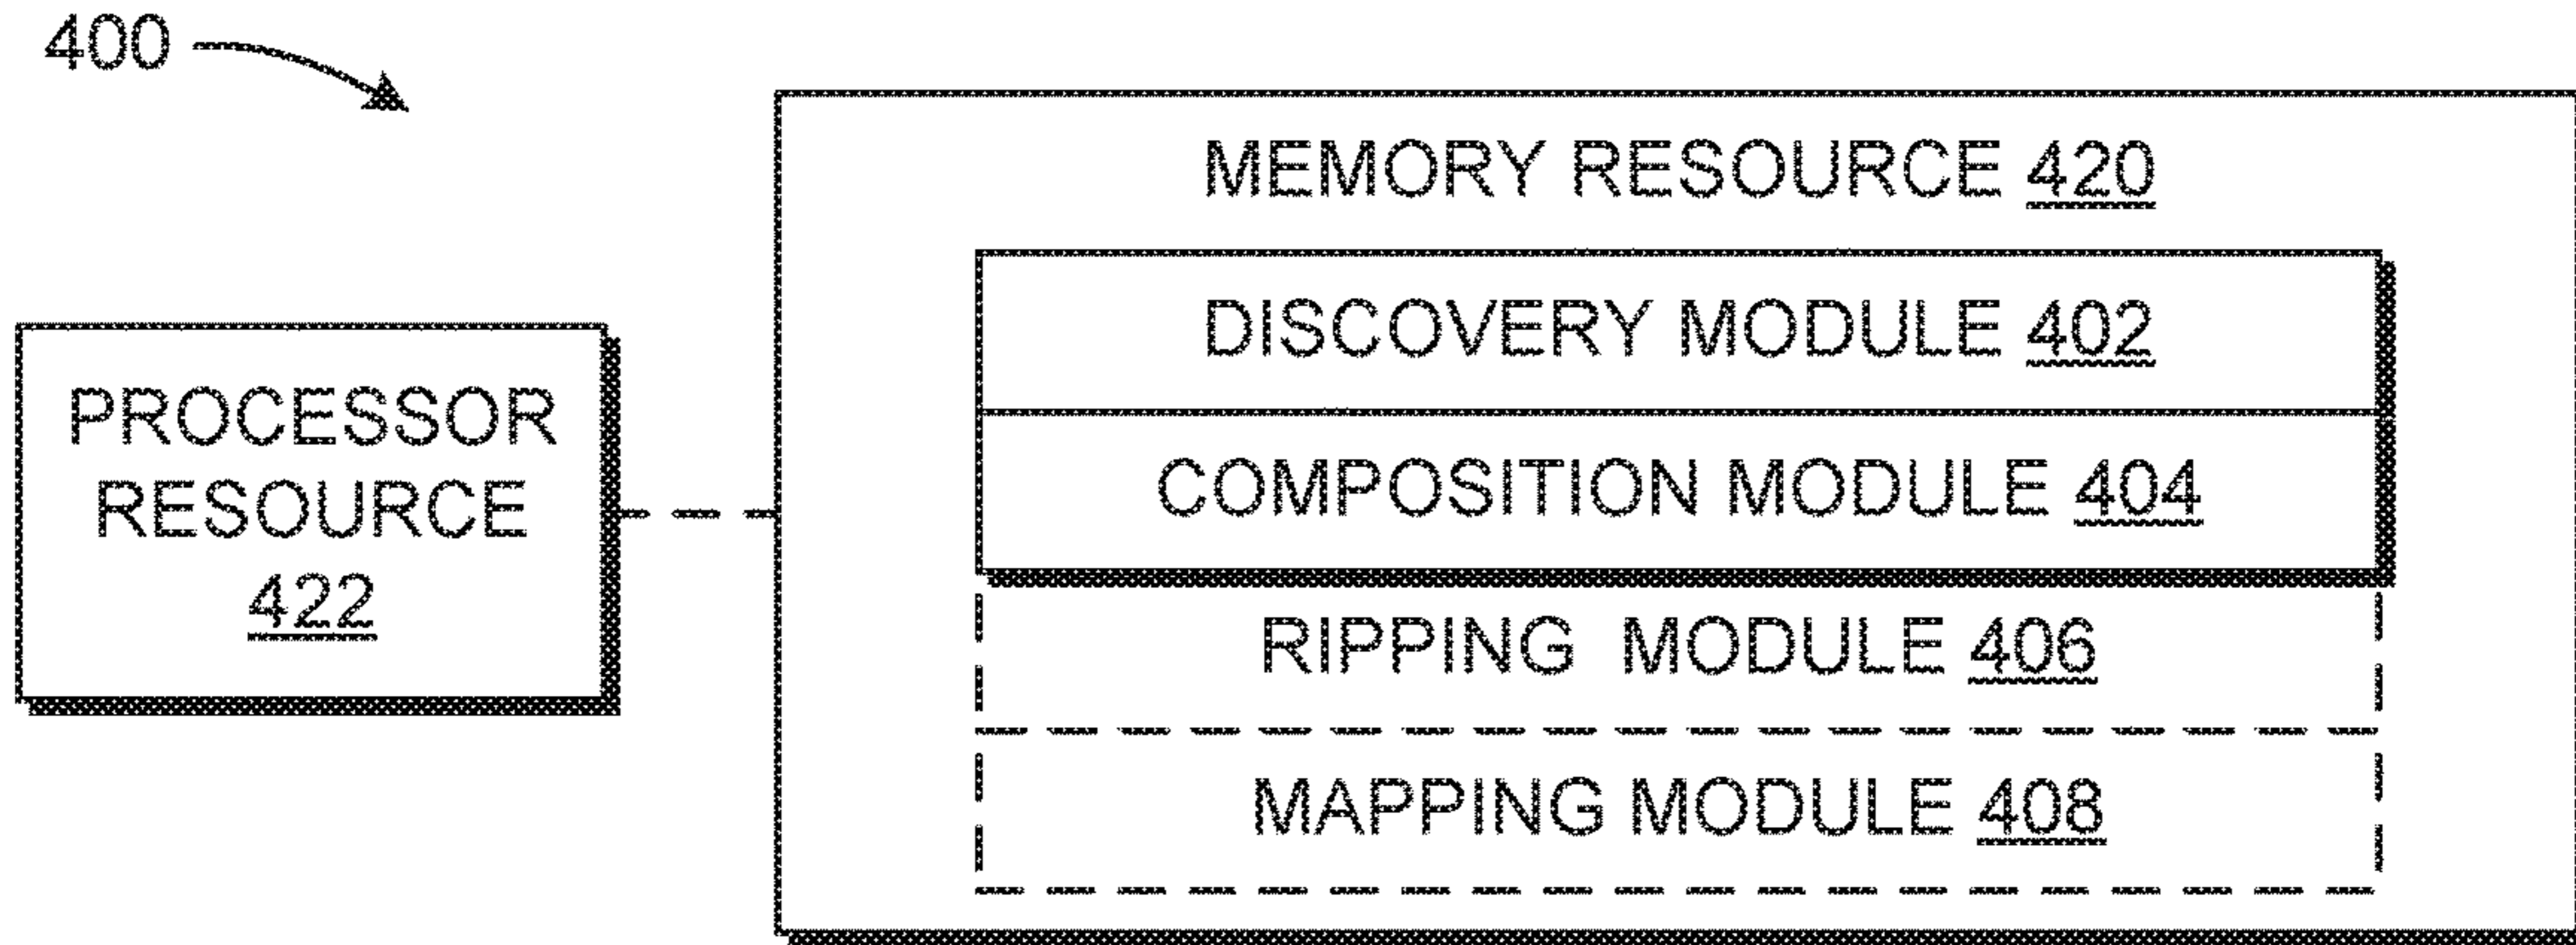 400
MEMORY RESOURCE 420
DISCOVERY MODULE 402
COMPOSITION MODULE 404
RIPPING MODULE 406
MAPPING MODULE 408
PROCESSOR
RESOURCE
422